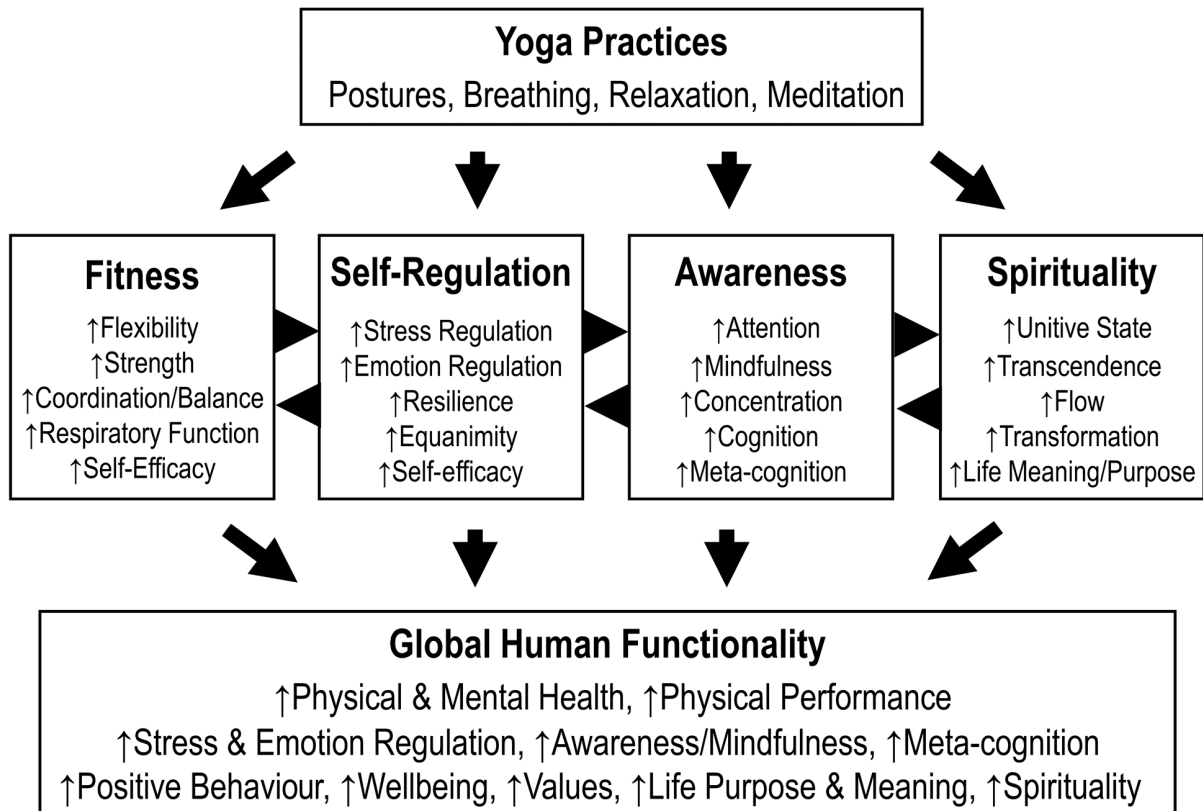 Yoga Practices
Postures, Breathing, Relaxation, Meditation
Fitness
↑Flexibility
↑Strength
↑Coordination/Balance
↑Respiratory Function
↑Self-Efficacy
Self-Regulation
↑Stress Regulation
↑Emotion Regulation
↑Resilience
↑Equanimity
↑Self-efficacy
Awareness
↑Attention
↑Mindfulness
↑Concentration
↑Cognition
↑Meta-cognition
Spirituality
↑Unitive State
↑Transcendence
↑Flow
↑Transformation
↑Life Meaning/Purpose
Global Human Functionality
↑Physical & Mental Health, ↑Physical Performance
↑Stress & Emotion Regulation, ↑Awareness/Mindfulness, ↑Meta-cognition
↑Positive Behaviour, ↑Wellbeing, ↑Values, ↑Life Purpose & Meaning, ↑Spirituality